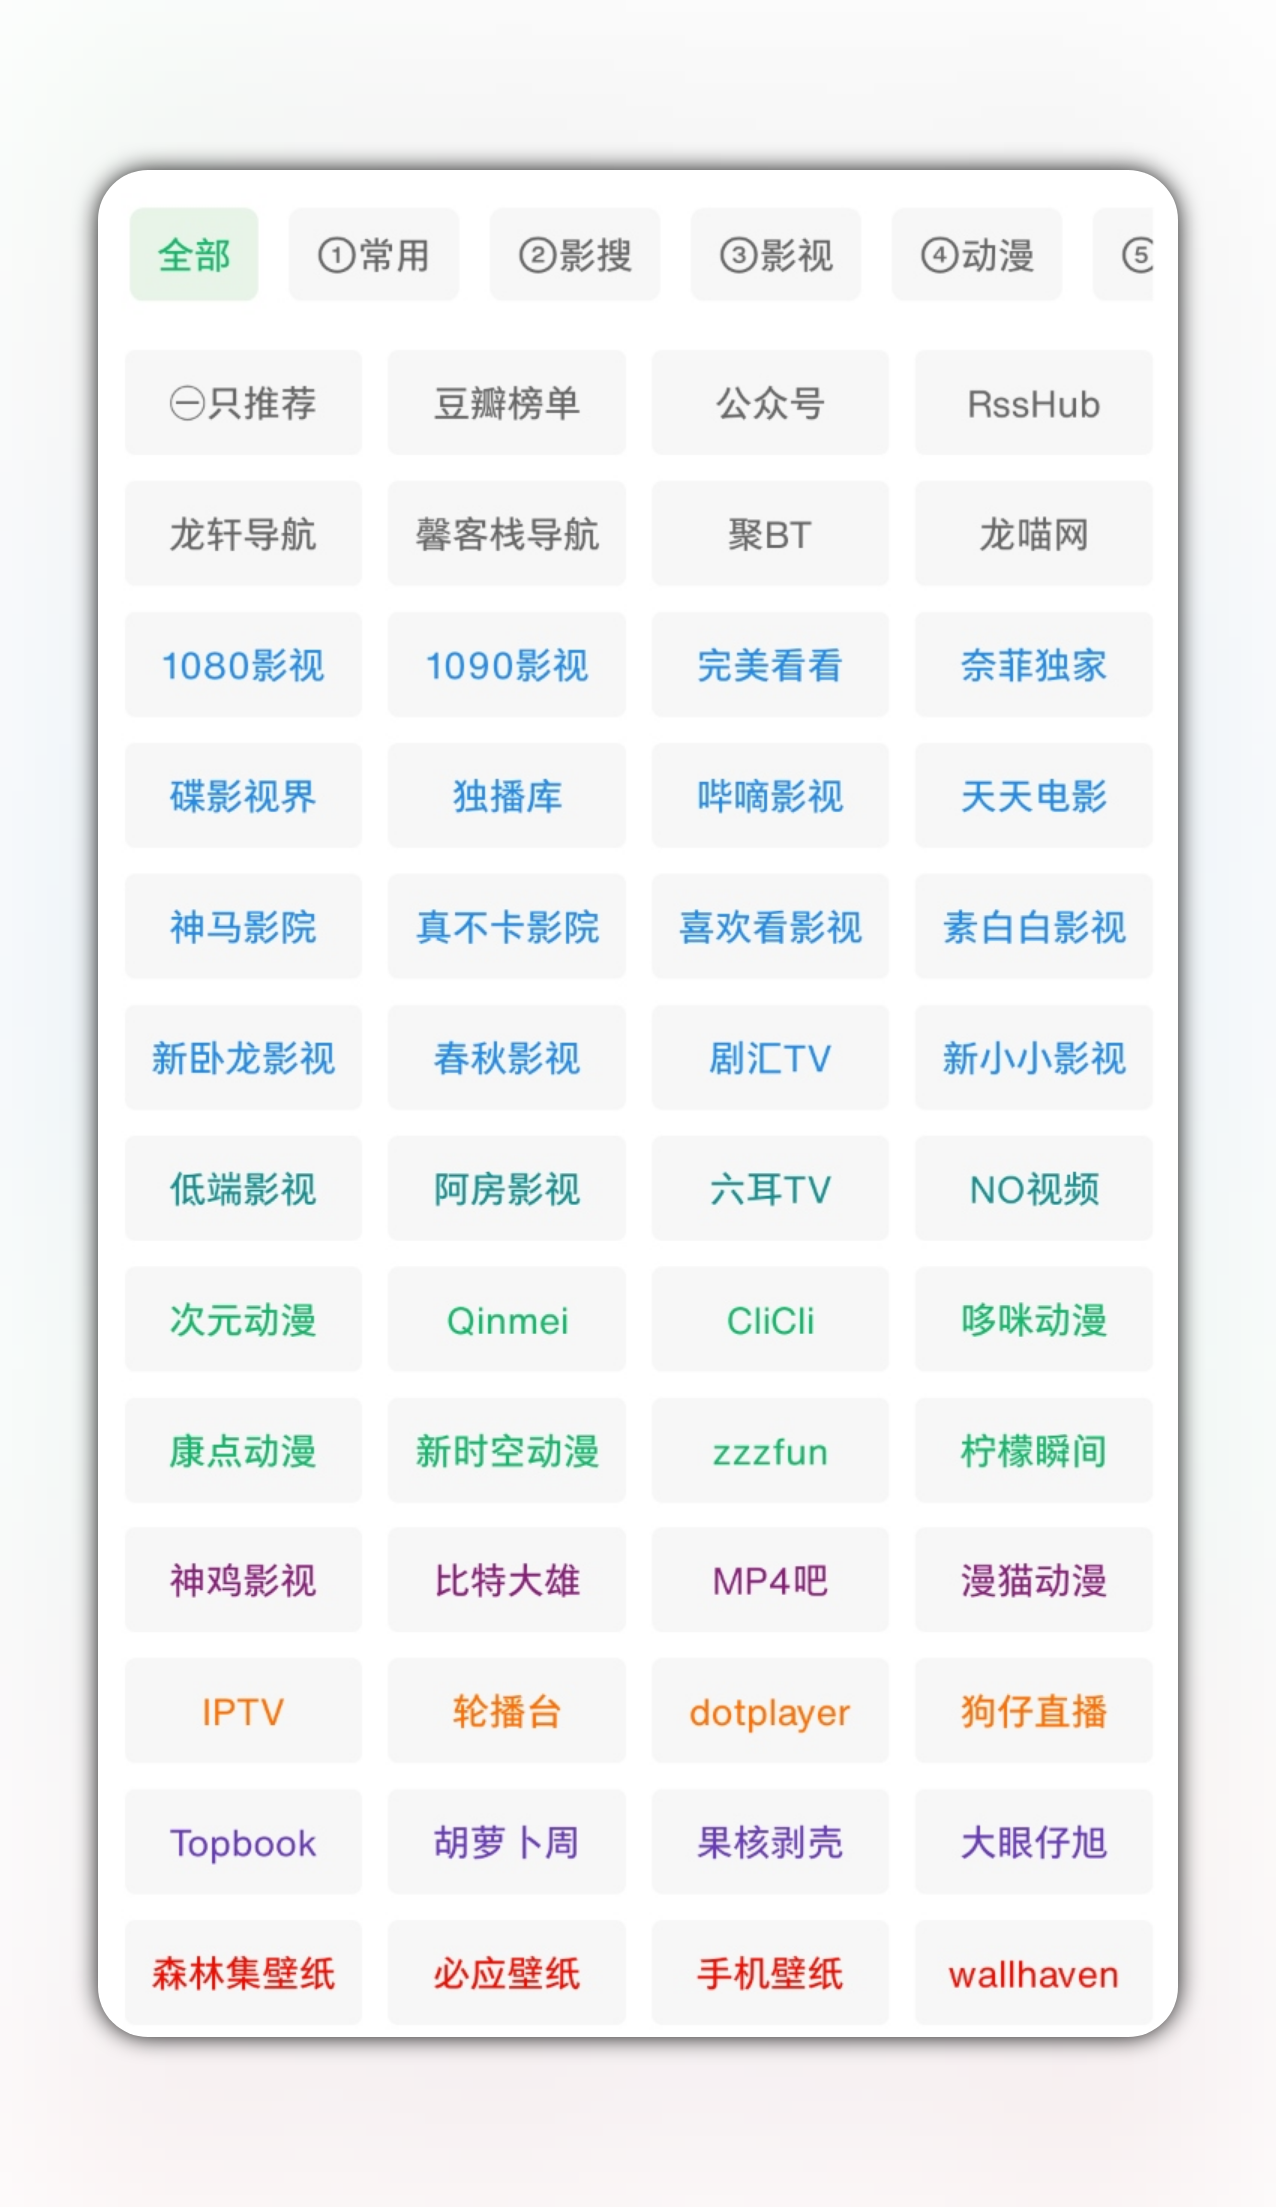 全部 ①常用 ②影搜 ③影视 ④动漫 ⑤
㊀只推荐 豆瓣榜单 公众号 RssHub
龙轩导航 馨客栈导航 聚BT 龙喵网
1080影视 1090影视 完美看看 奈菲独家
碟影视界 独播库 哔嘀影视 天天电影
神马影院 真不卡影院 喜欢看影视 素白白影视
新卧龙影视 春秋影视 剧汇TV 新小小影视
低端影视 阿房影视 六耳TV NO视频
次元动漫 Qinmei CliCli 哆咪动漫
康点动漫 新时空动漫 zzzfun 柠檬瞬间
神鸡影视 比特大雄 MP4吧 漫猫动漫
IPTV 轮播台 dotplayer 狗仔直播
Topbook 胡萝卜周 果核剥壳 大眼仔旭
森林集壁纸 必应壁纸 手机壁纸 wallhaven